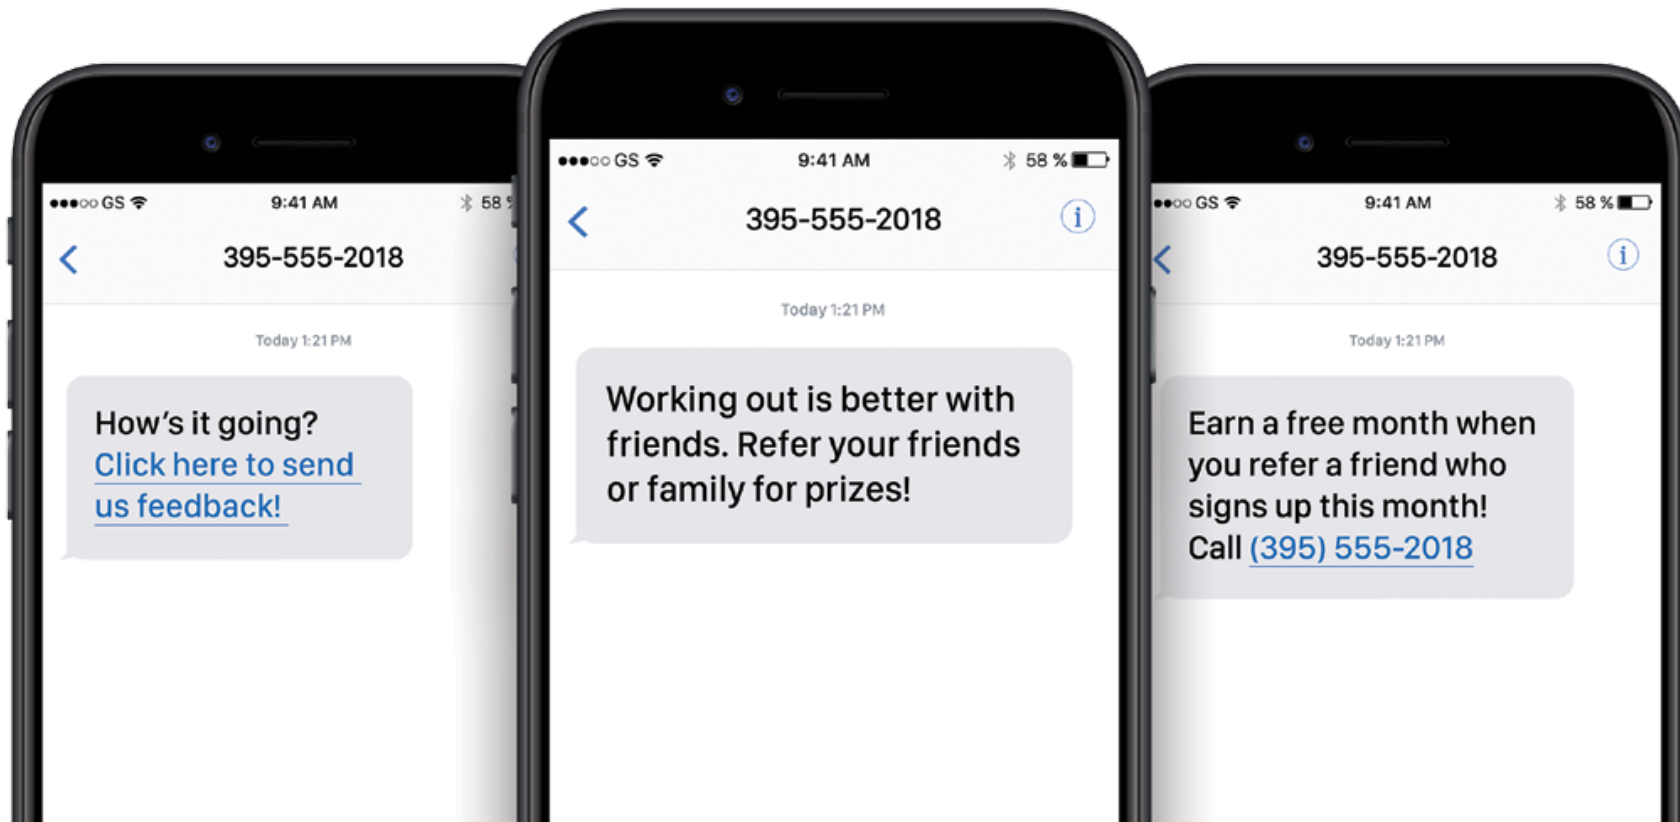 GS
9:41 AM
58
395-555-2018
Today 1:21 PM
How's it going?
Click here to send
us feedback!
GS
9:41 AM
58 %
395-555-2018
Today 1:21 PM
Working out is better with
friends. Refer your friends
or family for prizes!
GS
9:41 AM
58 %
395-555-2018
Today 1:21 PM
Earn a free month when
you refer a friend who
signs up this month!
Call (395) 555-2018